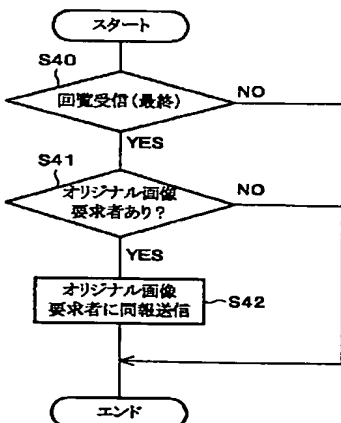 スタート
S40
回覧受信(最終)
NO
YES
S41
オリジナル画像
要求者あり?
NO
YES
オリジナル画像
要求者に同報送信
S42
エンド